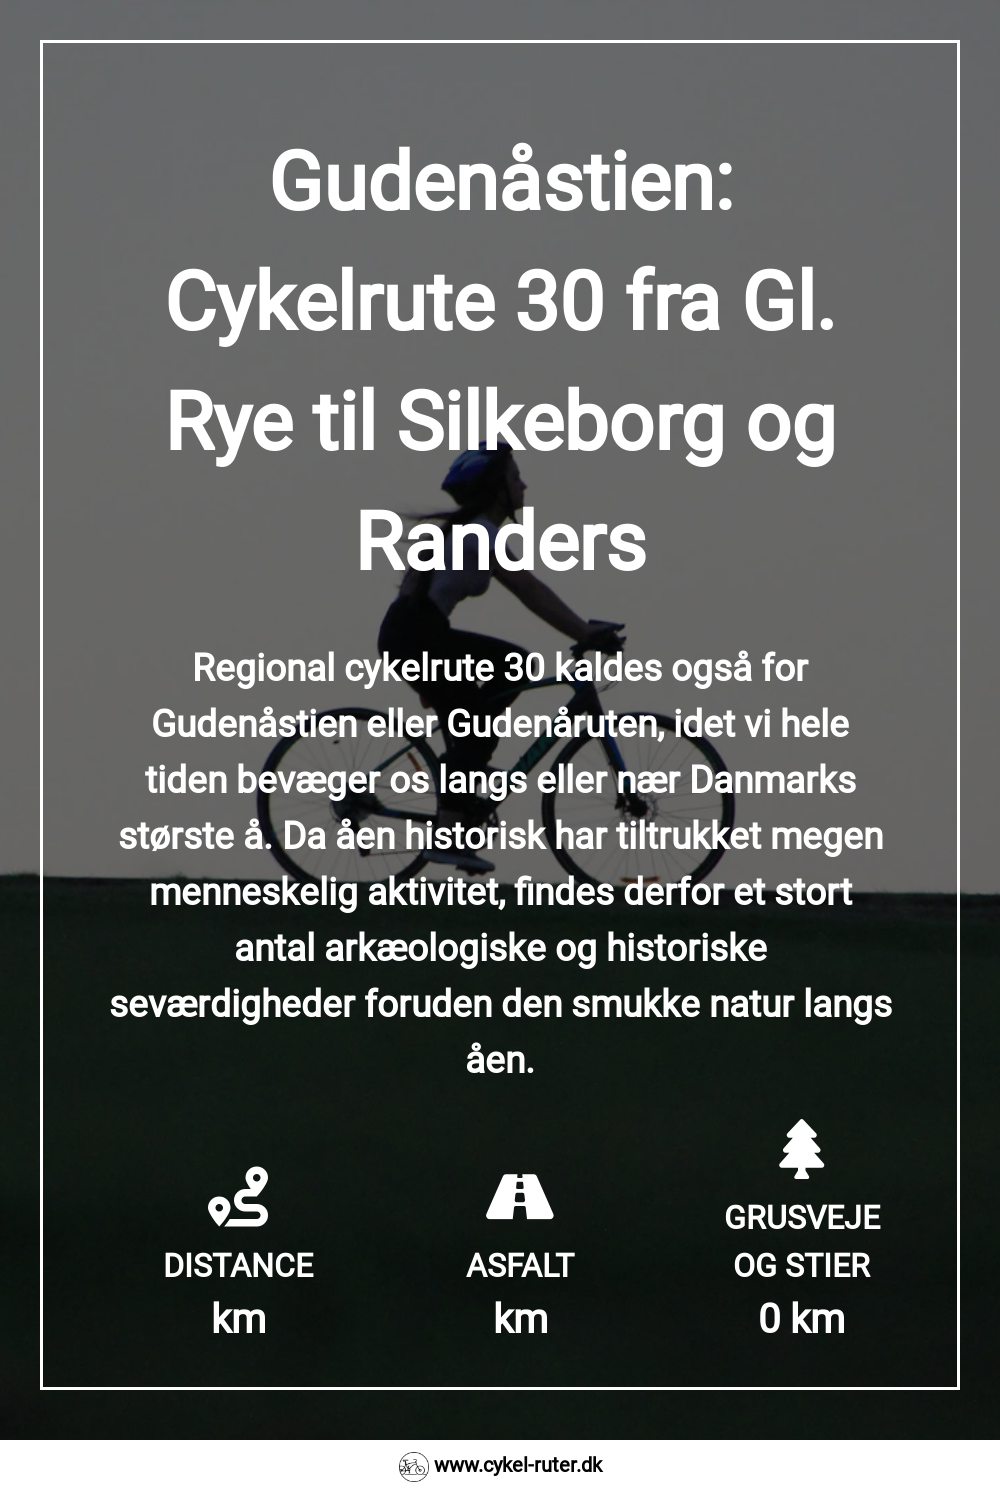 Gudenåstien:
Cykelrute 30 fra Gl.
Rye til Silkeborg og
Randers
Regional cykelrute 30 kaldes også for
Gudenåstien eller Gudenåruten, idet vi hele
tiden bevæger os langs eller nær Danmarks
største å. Da åen historisk har tiltrukket megen
menneskelig aktivitet, findes derfor et stort
antal arkæologiske og historiske
seværdigheder foruden den smukke natur langs
åen.
DISTANCE
km
ASFALT
km
GRUSVEJE
OG STIER
0 km
www.cykel-ruter.dk